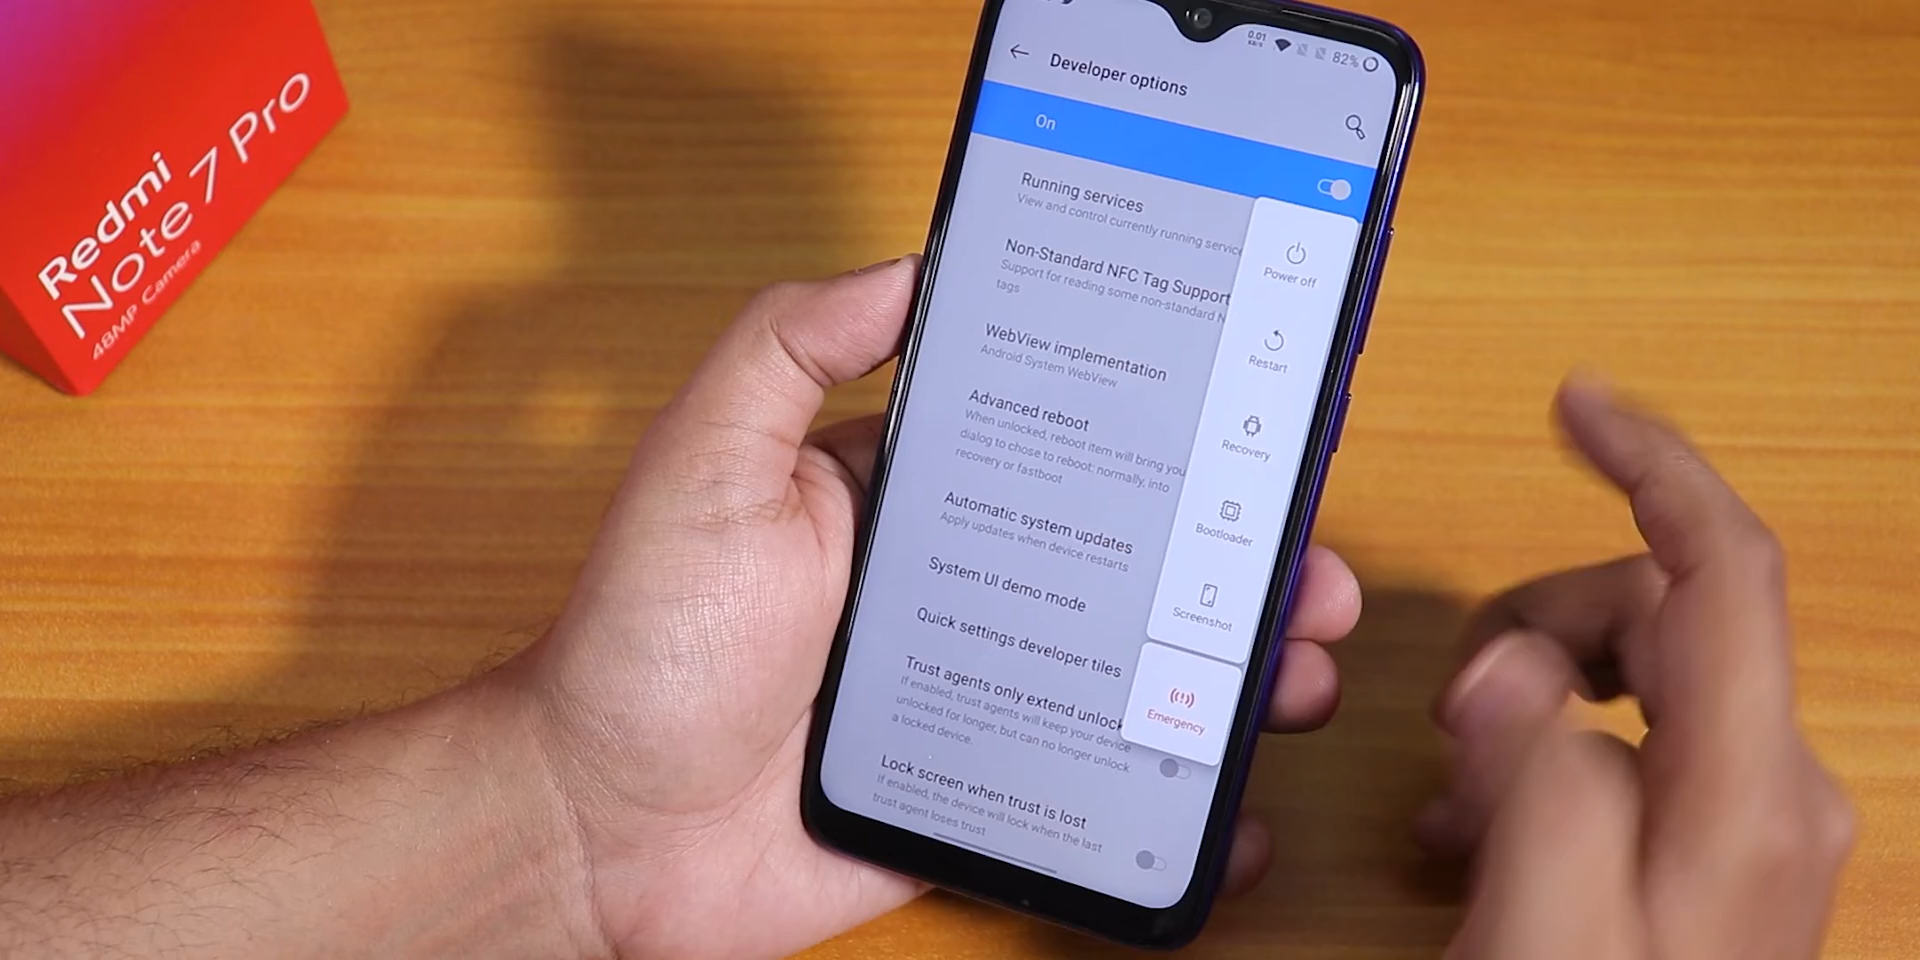 Redmi
Note 7 Pro
48MP Camera
0.01
KB/s
82%
Developer options
On
Running services
View and control currently running
Non-Standard NFC Tag Support
Support for reading some non-standard
tags
WebView implementation
Android System WebView
Advanced reboot
When unlocked, reboot item will bring you
dialog to chose to reboot: normally, into
recovery or fastboot
Automatic system updates
Apply updates when device restarts
System UI demo mode
Quick settings developer tiles
Trust agents only extend unlock
If enabled, trust agents will keep your device
unlocked for longer, but can no longer unlock
a locked device.
Lock screen when trust is lost
If enabled, the device will lock when the last
trust agent loses trust
Power off
Restart
Recovery
Bootloader
Screenshot
Emergency